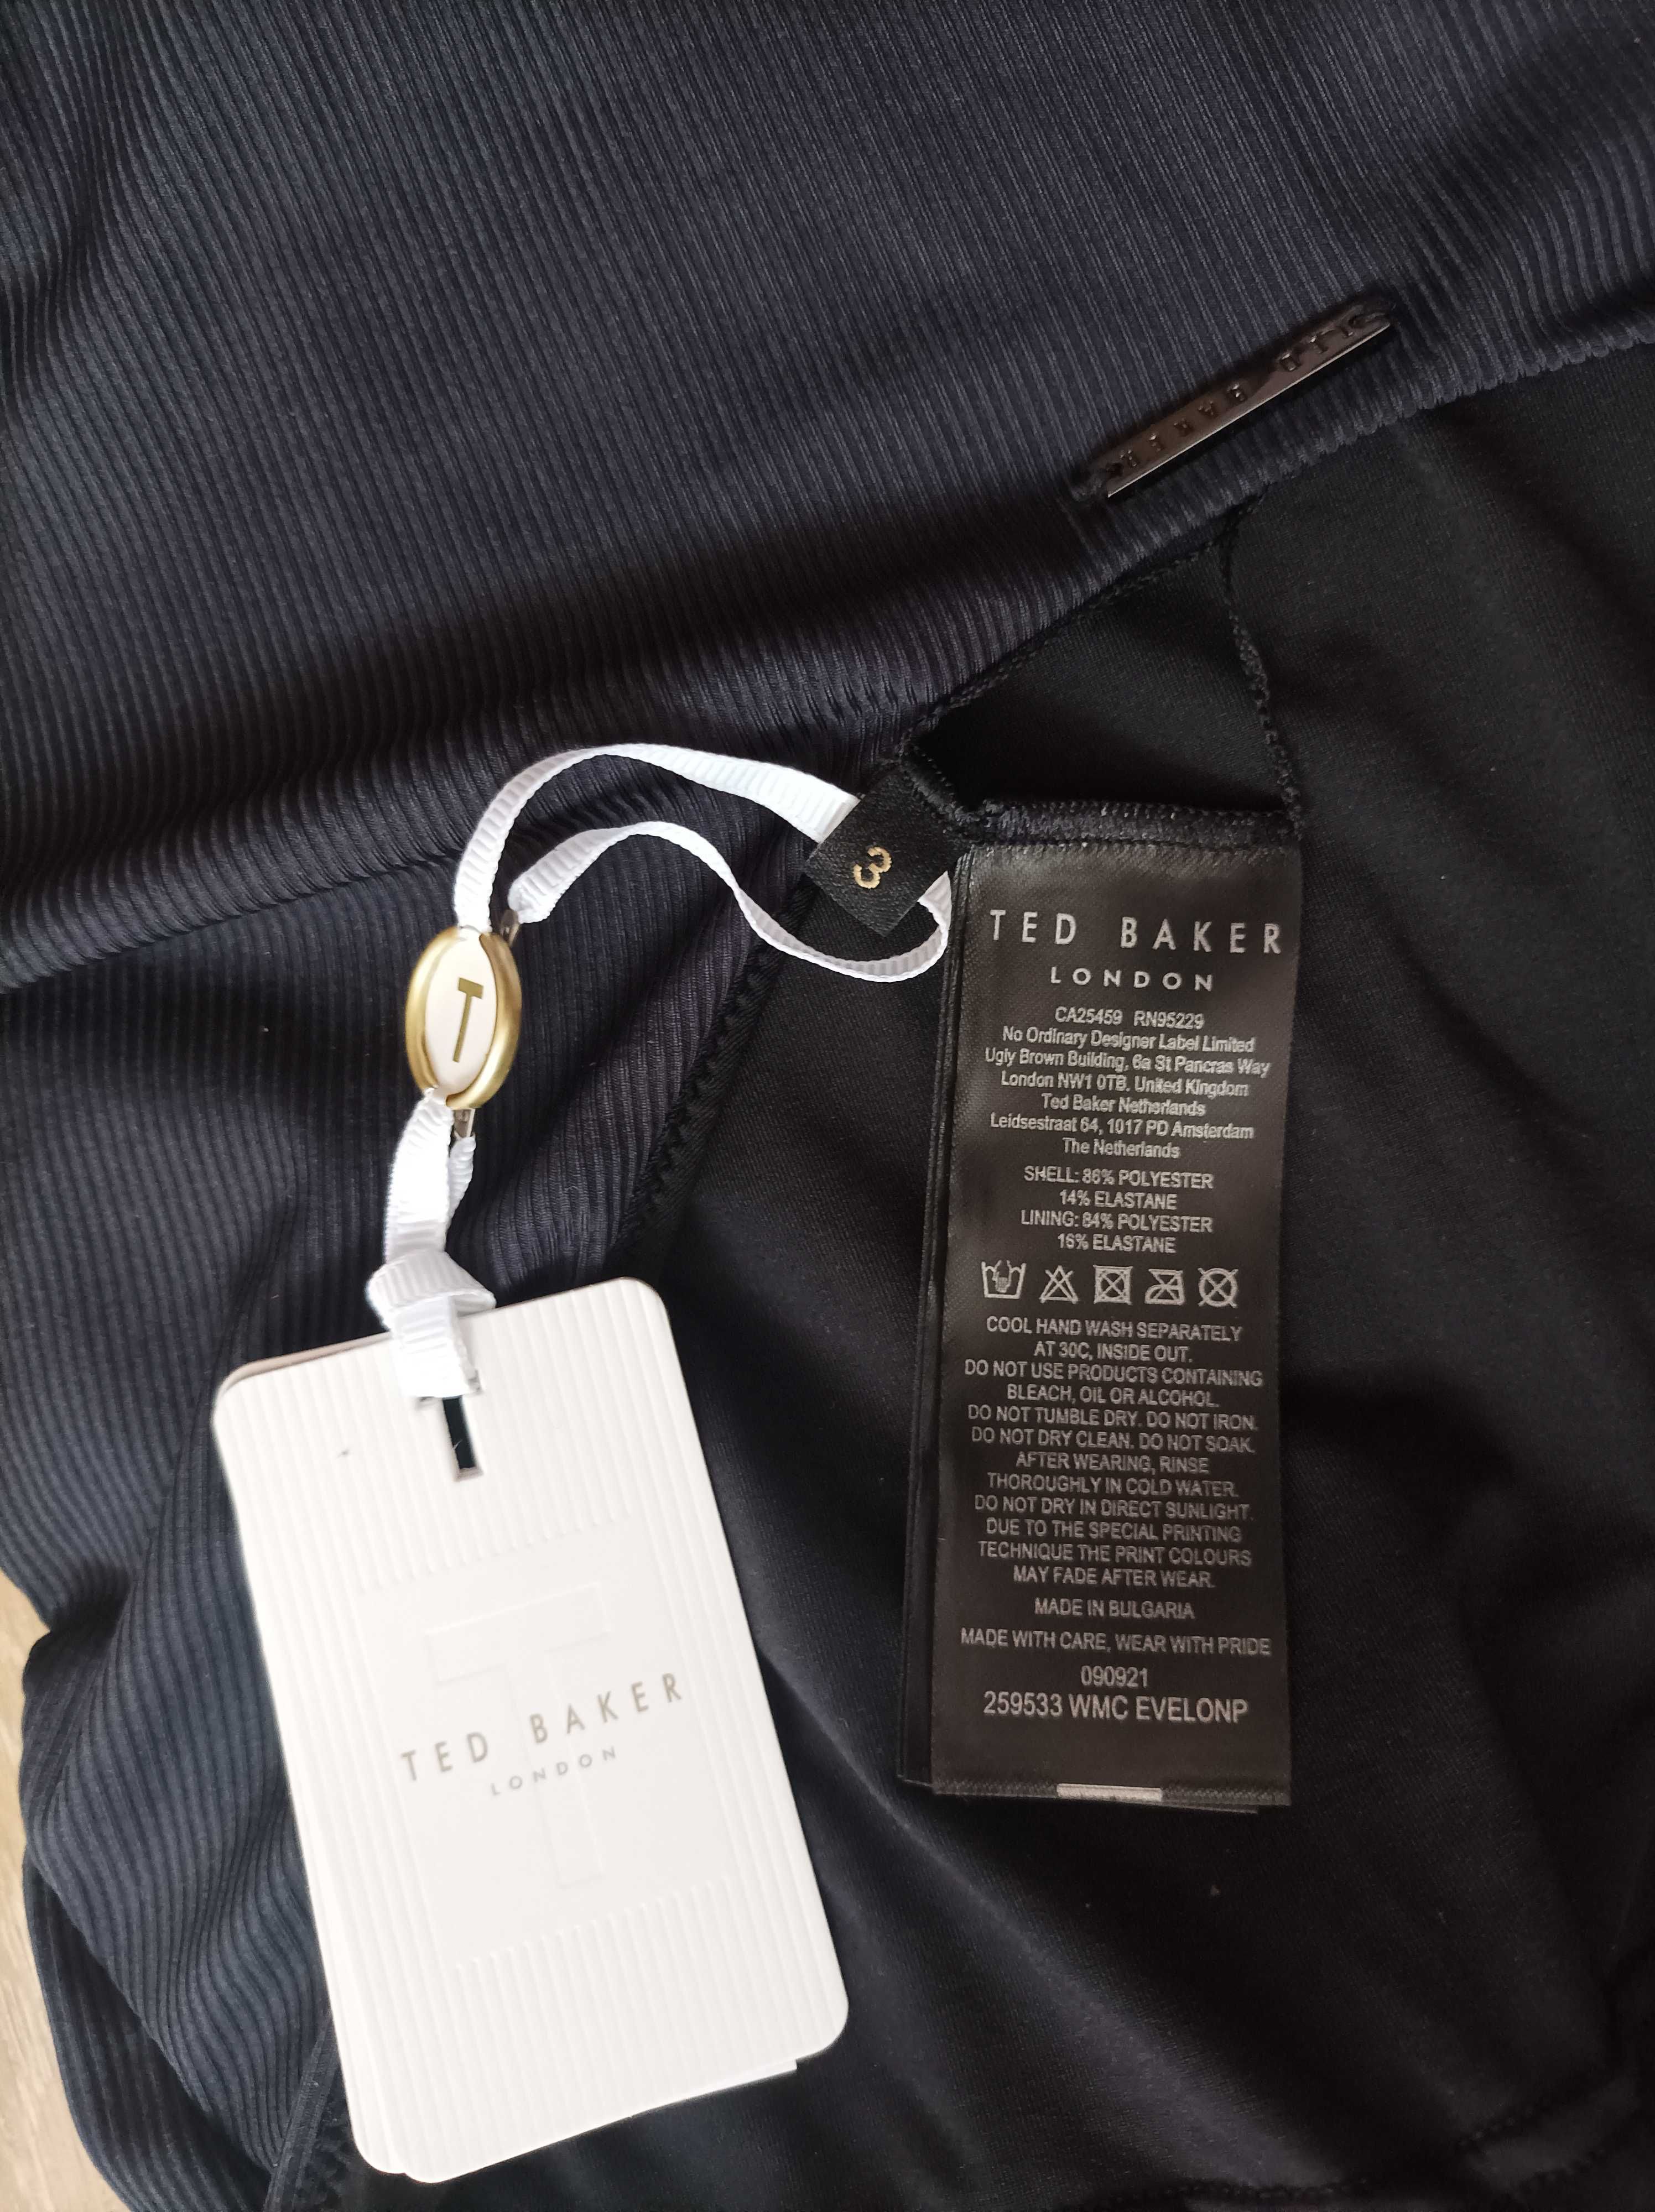 TED BAKER
3
T
TED BAKER
LONDON
CA25459 RN95229
No Ordinary Designer Label Limited
Ugly Brown Building, 6a St Pancras Way
London NW1 0TB, United Kingdom
Ted Baker Netherlands
Leidsestraat 64, 1017 PD Amsterdam
The Netherlands
SHELL: 86% POLYESTER
14% ELASTANE
LINING: 84% POLYESTER
16% ELASTANE
COOL HAND WASH SEPARATELY
AT 30C, INSIDE OUT.
DO NOT USE PRODUCTS CONTAINING
BLEACH, OIL OR ALCOHOL.
DO NOT TUMBLE DRY. DO NOT IRON.
DO NOT DRY CLEAN. DO NOT SOAK.
AFTER WEARING, RINSE
THOROUGHLY IN COLD WATER.
DO NOT DRY IN DIRECT SUNLIGHT.
DUE TO THE SPECIAL PRINTING
TECHNIQUE THE PRINT COLOURS
MAY FADE AFTER WEAR.
MADE IN BULGARIA
MADE WITH CARE, WEAR WITH PRIDE
090921
259533 WMC EVELONP
T
TED BAKER
LONDON